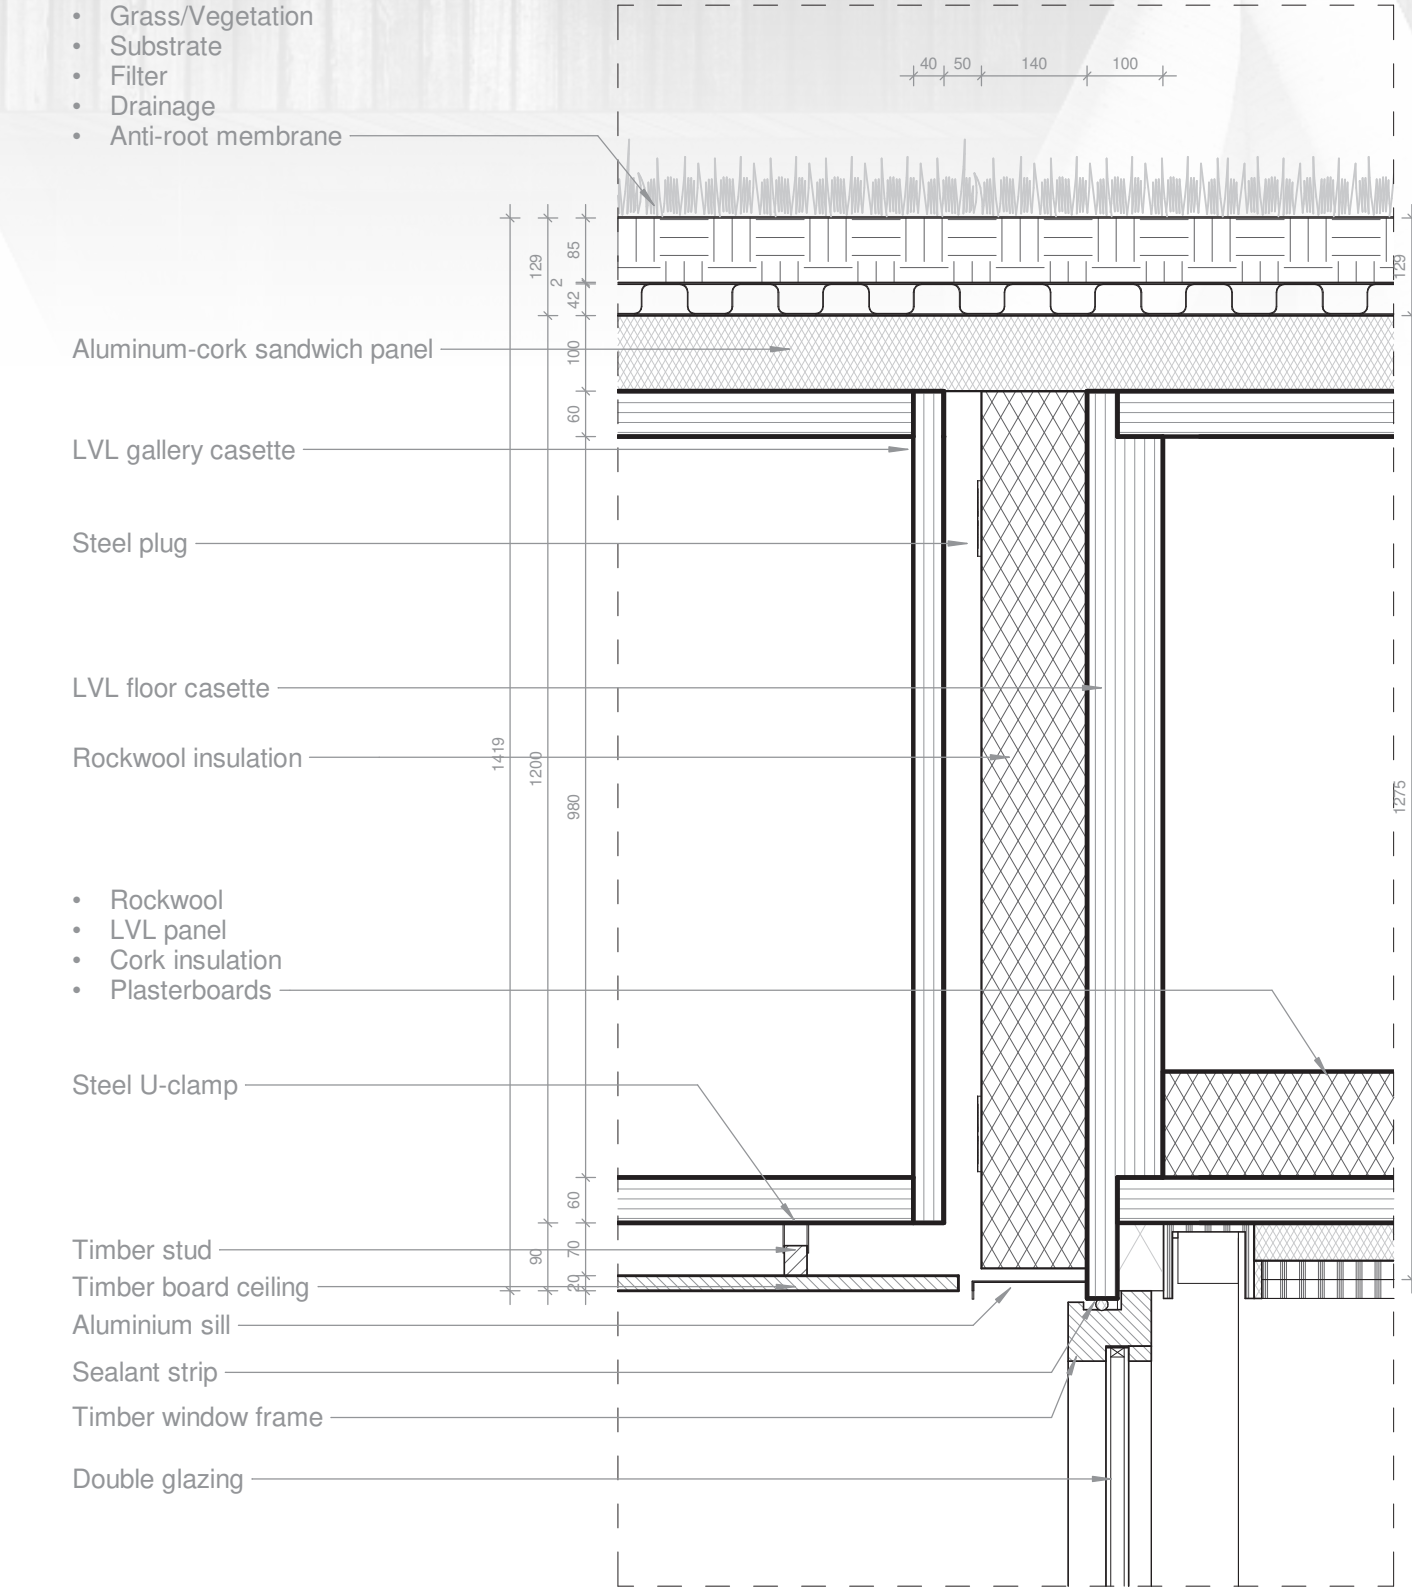 • Grass/Vegetation
• Substrate
• Filter
• Drainage
• Anti-root membrane
40 50 140 100
129
2
85
42
129
Aluminum-cork sandwich panel
100
60
LVL gallery casette
Steel plug
LVL floor casette
Rockwool insulation
1419
1200
980
1275
• Rockwool
• LVL panel
• Cork insulation
• Plasterboards
Steel U-clamp
60
70
90
20
Timber stud
Timber board ceiling
Aluminium sill
Sealant strip
Timber window frame
Double glazing